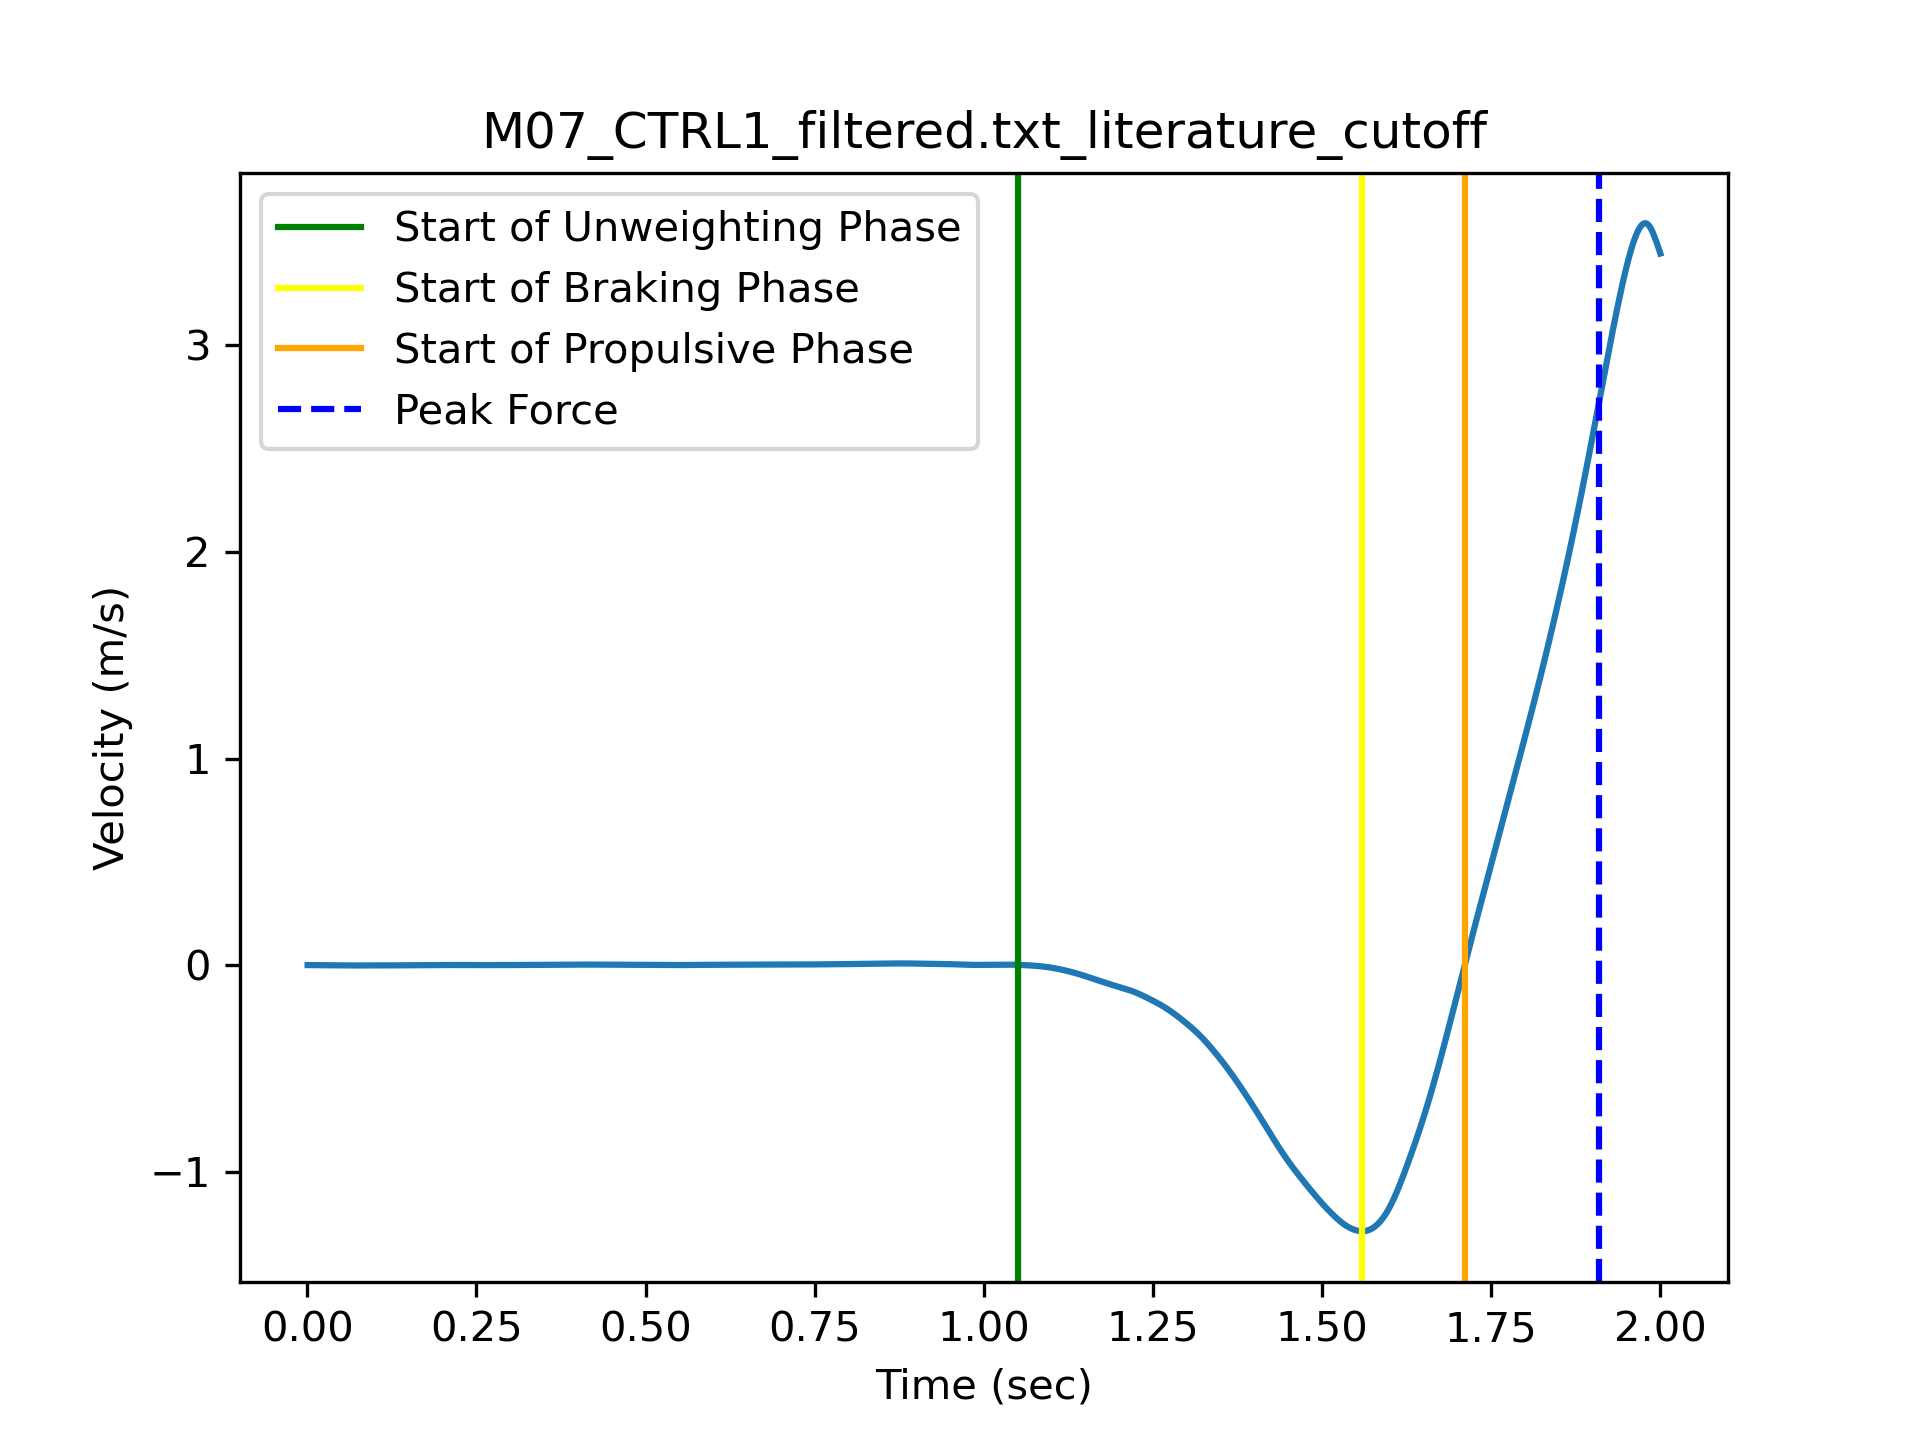 M07_CTRL1_filtered.txt_literature_cutoff
Start of Unweighting Phase
Start of Braking Phase
Start of Propulsive Phase
Peak Force
3
2
1
0
−1
Velocity (m/s)
0.00 0.25 0.50 0.75 1.00 1.25 1.50 1.75 2.00
Time (sec)